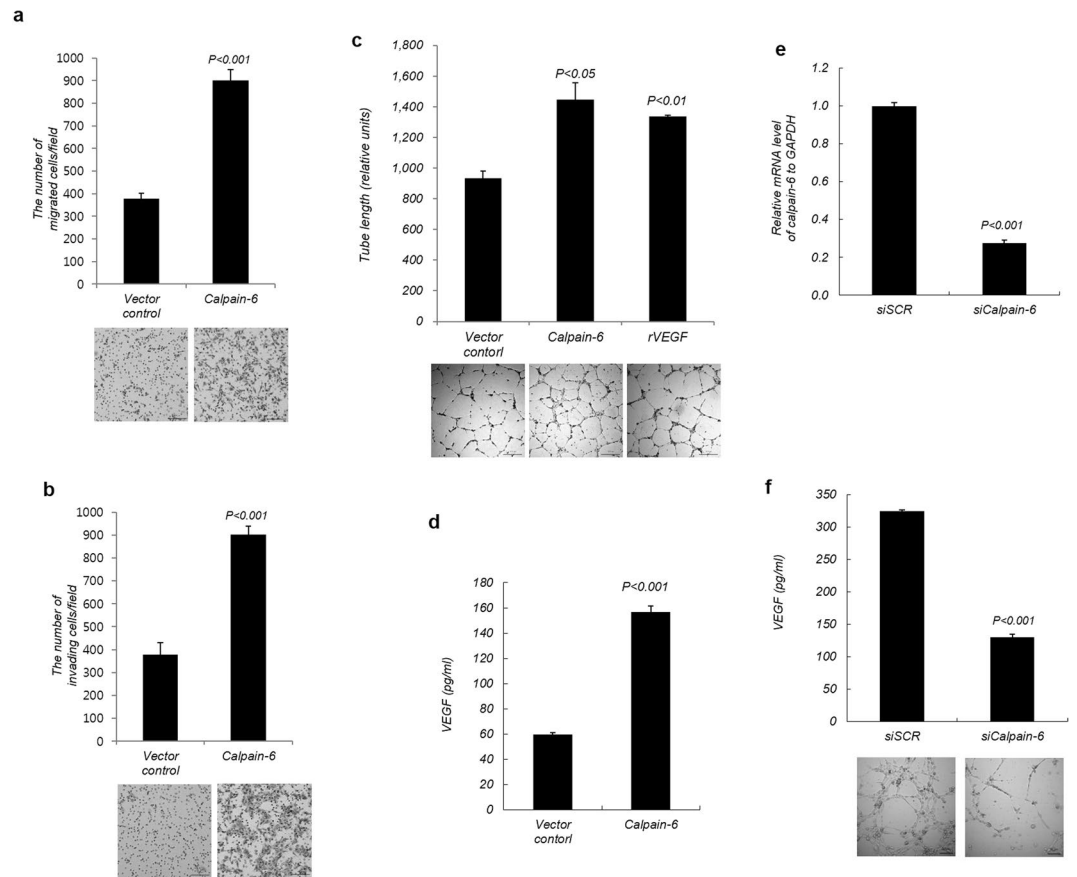 a
1000
900
800
700
600
500
400
300
200
100
0
The number of
migrated cells/field
P<0.001
Vector
control
Calpain-6
b
1000
900
800
700
600
500
400
300
200
100
0
The number of
invading cells/field
P<0.001
Vector
control
Calpain-6
c
1,800
1,600
1,400
1,200
1,000
800
600
400
200
0
Tube length (relative units)
P<0.05
P<0.01
Vector
contorl
Calpain-6
rVEGF
d
180
160
140
120
100
80
60
40
20
0
VEGF (pg/ml)
P<0.001
Vector
contorl
Calpain-6
e
1.2
1.0
0.8
0.6
0.4
0.2
0.0
Relative mRNA level
of calpain-6 to GAPDH
P<0.001
siSCR
siCalpain-6
f
350
300
250
200
150
100
50
0
VEGF (pg/ml)
P<0.001
siSCR
siCalpain-6